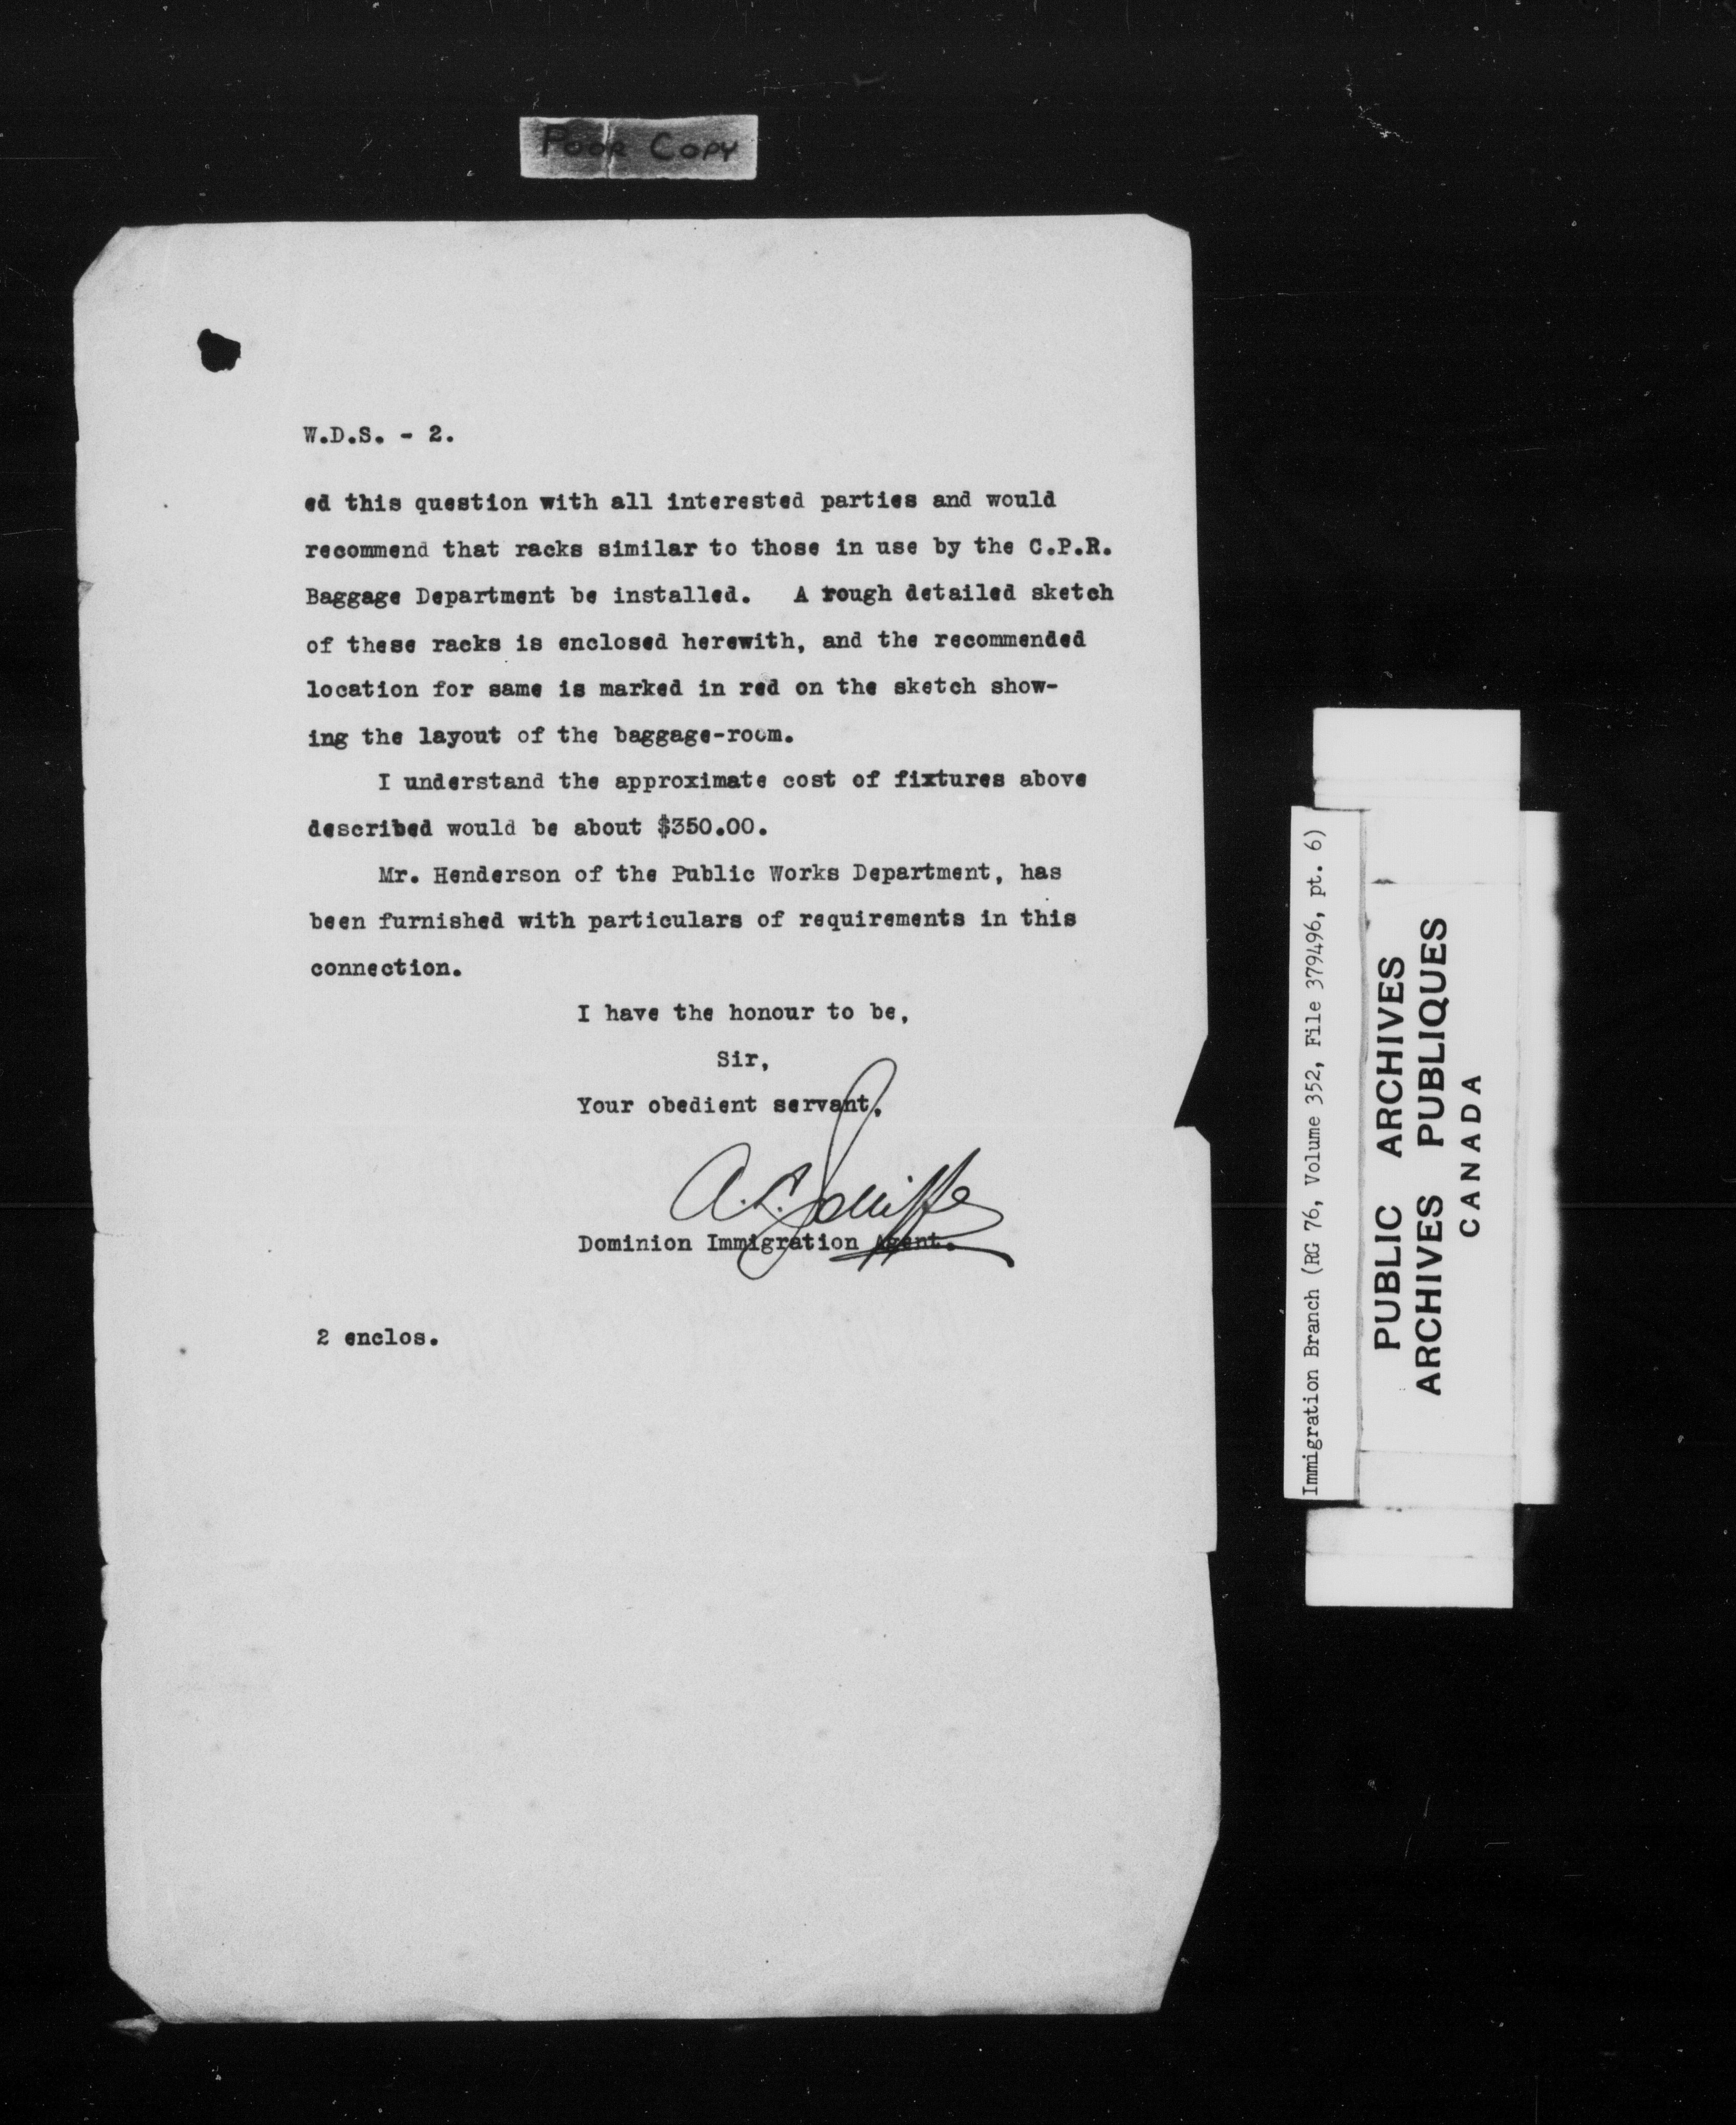 POOR COPY
W.D.S. - 2.
ed this question with all interested parties and would
recommend that racks similar to those in use by the C.P.R.
Baggage Department be installed. A rough detailed sketch
of these racks is enclosed herewith, and the recommended
location for same is marked in red on the sketch show-
ing the layout of the baggage-room.
I understand the approximate cost of fixtures above
described would be about $350.00.
Mr. Henderson of the Public Works Department, has
been furnished with particulars of requirements in this
connection.
I have the honour to be,
Sir,
Your obedient servant,
A.L. Jolliffe
Dominion Immigration Agent.
2 enclos.
Immigration Branch (RG 76, Volume 352, File 379496, pt. 6)
PUBLIC ARCHIVES
ARCHIVES PUBLIQUES
CANADA